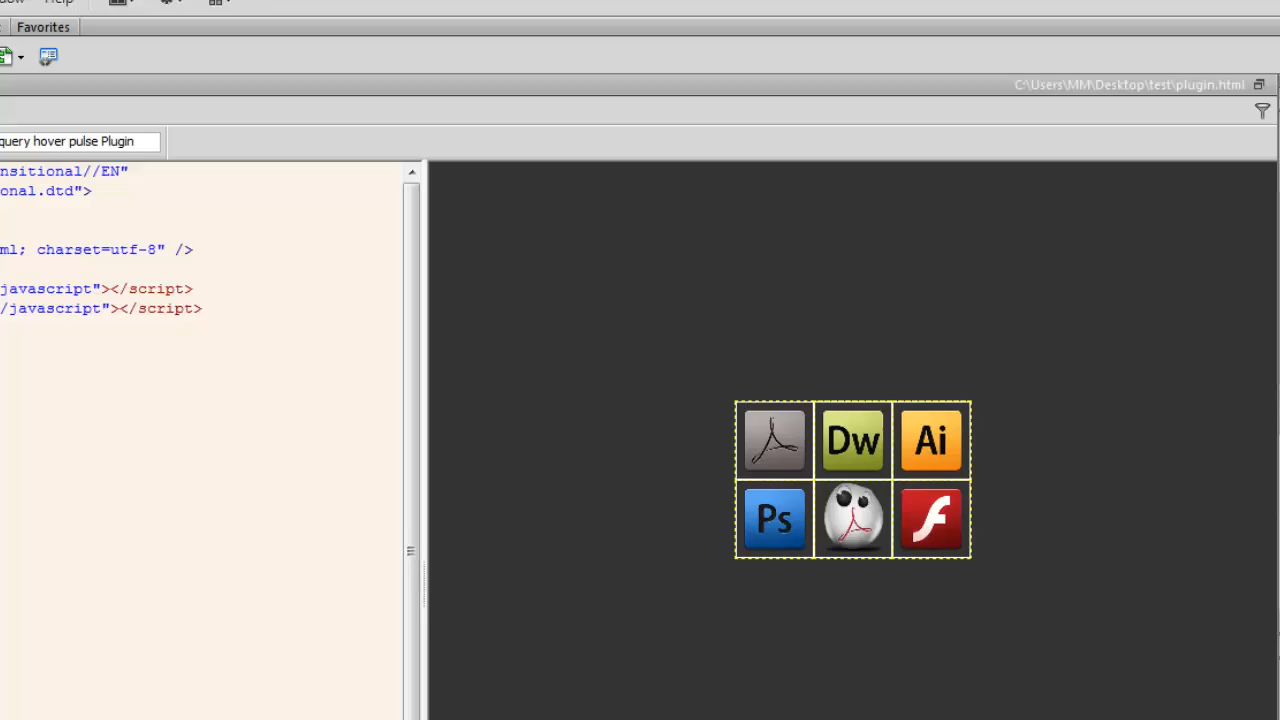 Help
Favorites
C:\Users\MM\Desktop\test\plugin.html
query hover pulse Plugin
nsitional//EN"
onal.dtd">
ml; charset=utf-8" />
javascript"></script>
/javascript"></script>
Dw Ai
Ps